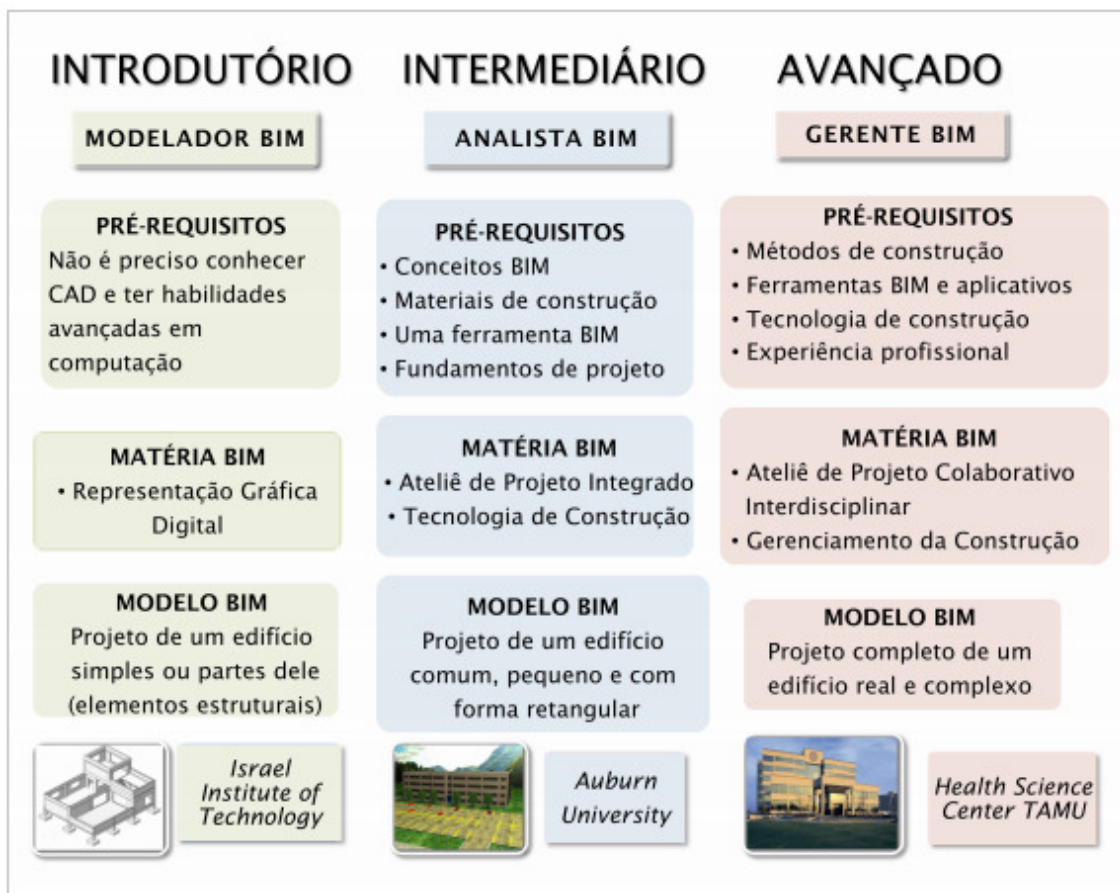 INTRODUTÓRIO
MODELADOR BIM
PRÉ-REQUISITOS
Não é preciso conhecer
CAD e ter habilidades
avançadas em
computação
MATÉRIA BIM
• Representação Gráfica
Digital
MODELO BIM
Projeto de um edifício
simples ou partes dele
(elementos estruturais)
Israel
Institute of
Technology
INTERMEDIÁRIO
ANALISTA BIM
PRÉ-REQUISITOS
• Conceitos BIM
• Materiais de construção
• Uma ferramenta BIM
• Fundamentos de projeto
MATÉRIA BIM
• Ateliê de Projeto Integrado
• Tecnologia de Construção
MODELO BIM
Projeto de um edifício
comum, pequeno e com
forma retangular
Auburn
University
AVANÇADO
GERENTE BIM
PRÉ-REQUISITOS
• Métodos de construção
• Ferramentas BIM e aplicativos
• Tecnologia de construção
• Experiência profissional
MATÉRIA BIM
• Ateliê de Projeto Colaborativo
Interdisciplinar
• Gerenciamento da Construção
MODELO BIM
Projeto completo de um
edifício real e complexo
Health Science
Center TAMU